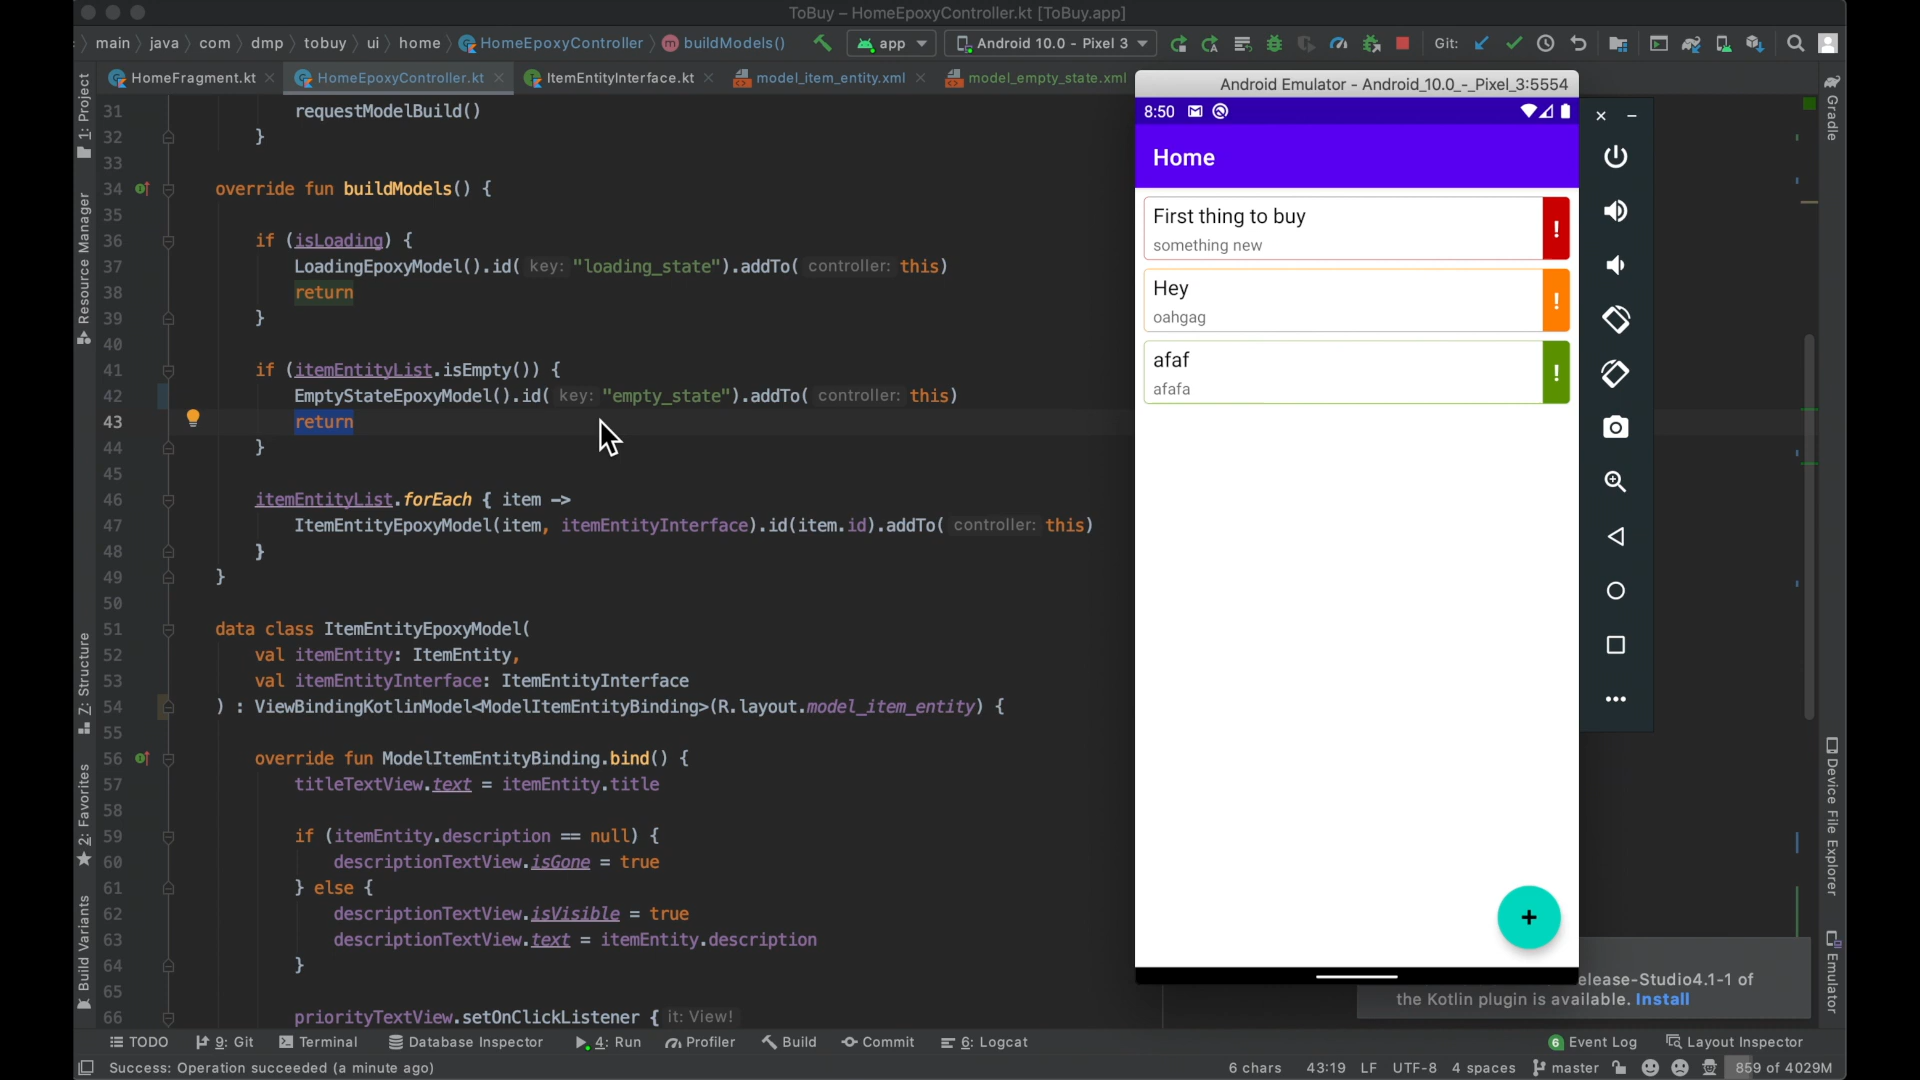 ToBuy – HomeEpoxyController.kt [ToBuy.app]
main java com dmp tobuy ui home HomeEpoxyController buildModels() app Android 10.0 - Pixel 3 Git:
HomeFragment.kt HomeEpoxyController.kt ItemEntityInterface.kt model_item_entity.xml model_empty_state.xml
31 requestModelBuild()
32 }
33
34 override fun buildModels() {
35
36 if (isLoading) {
37 LoadingEpoxyModel().id( key: "loading_state").addTo( controller: this)
38 return
39 }
40
41 if (itemEntityList.isEmpty()) {
42 EmptyStateEpoxyModel().id( key: "empty_state").addTo( controller: this)
43 return
44 }
45
46 itemEntityList.forEach { item ->
47 ItemEntityEpoxyModel(item, itemEntityInterface).id(item.id).addTo( controller: this)
48 }
49 }
50
51 data class ItemEntityEpoxyModel(
52 val itemEntity: ItemEntity,
53 val itemEntityInterface: ItemEntityInterface
54 ) : ViewBindingKotlinModel<ModelItemEntityBinding>(R.layout.model_item_entity) {
55
56 override fun ModelItemEntityBinding.bind() {
57 titleTextView.text = itemEntity.title
58
59 if (itemEntity.description == null) {
60 descriptionTextView.isGone = true
61 } else {
62 descriptionTextView.isVisible = true
63 descriptionTextView.text = itemEntity.description
64 }
65
66 priorityTextView.setOnClickListener { it: View!
1: Project
Resource Manager
7: Structure
2: Favorites
Build Variants
Android Emulator - Android_10.0_-_Pixel_3:5554
8:50
Home
First thing to buy
something new
!
Hey
oahgag
!
afaf
afafa
!
+
Gradle
Device File Explorer
Emulator
elease-Studio4.1-1 of
the Kotlin plugin is available. Install
TODO 9: Git Terminal Database Inspector 4: Run Profiler Build Commit 6: Logcat 6 Event Log Layout Inspector
Success: Operation succeeded (a minute ago) 6 chars 43:19 LF UTF-8 4 spaces master 859 of 4029M